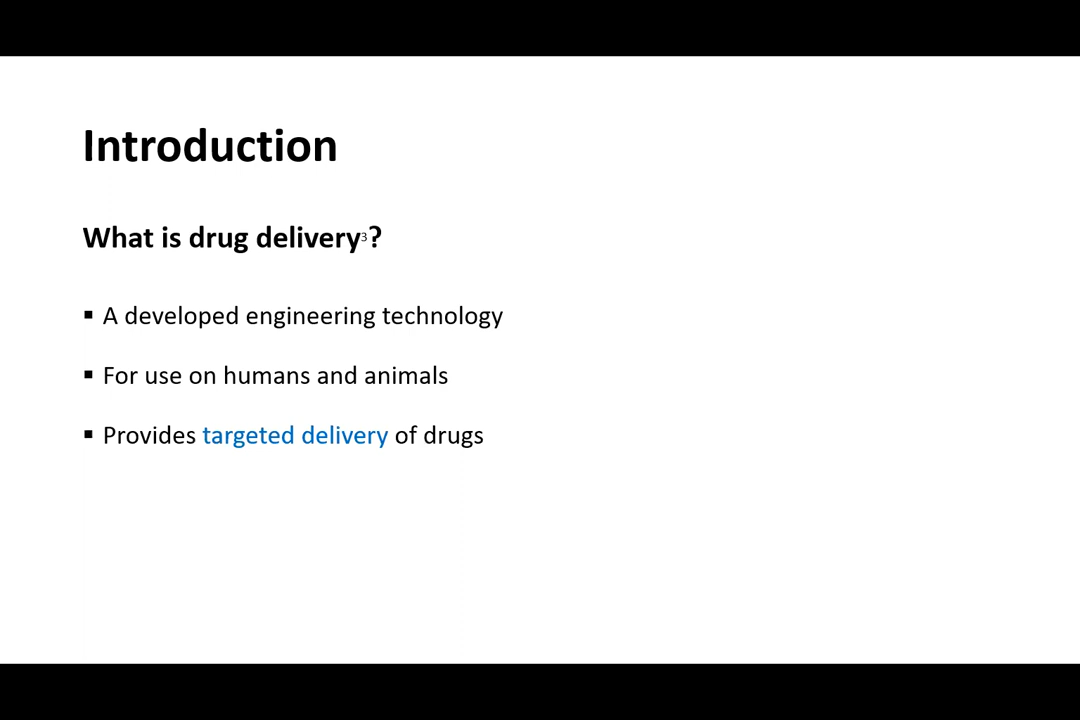 Introduction
What is drug delivery³?
▪ A developed engineering technology
▪ For use on humans and animals
▪ Provides targeted delivery of drugs